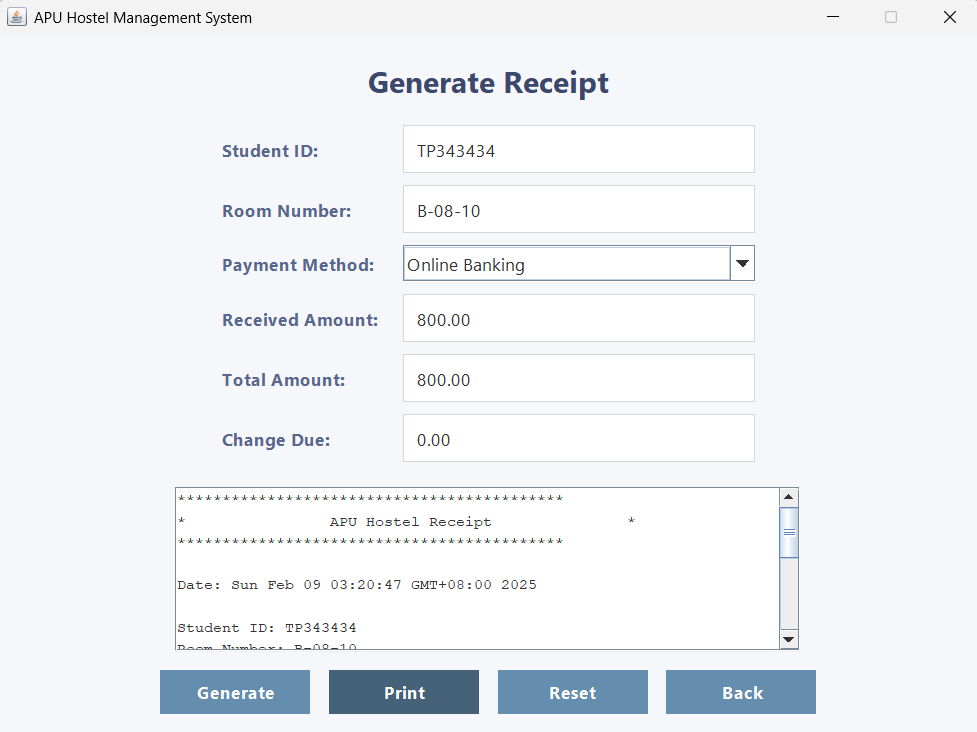 APU Hostel Management System
Generate Receipt
Student ID: TP343434
Room Number: B-08-10
Payment Method: Online Banking
Received Amount: 800.00
Total Amount: 800.00
Change Due: 0.00
*******************************************
* APU Hostel Receipt *
*******************************************
Date: Sun Feb 09 03:20:47 GMT+08:00 2025
Student ID: TP343434
Room Number: B-08-10
Generate Print Reset Back